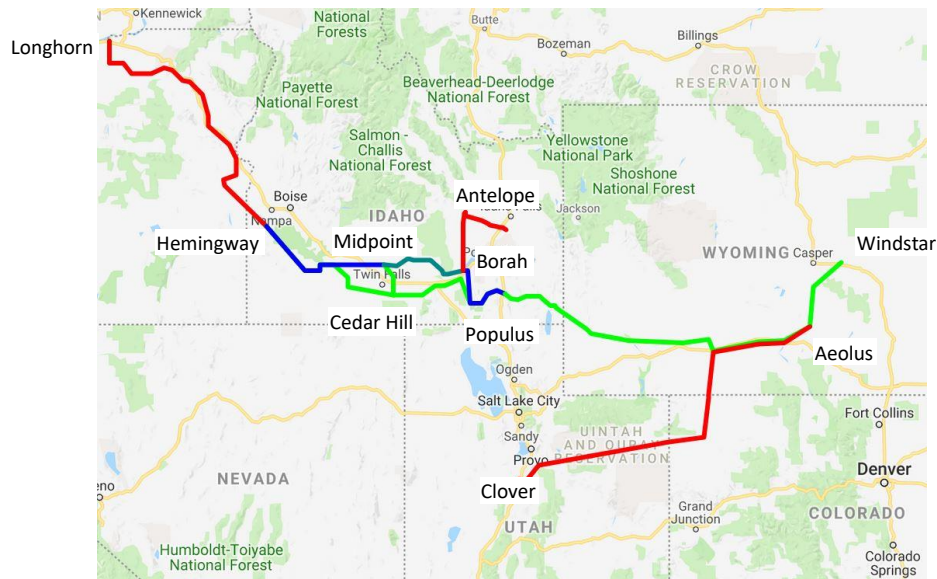 Kennewick
Longhorn
National
Forests
Butte
Bozeman
Billings
CROW
RESERVATION
Payette
National Forest
Beaverhead-Deerlodge
National Forest
Salmon -
Challis
National Forest
Yellowstone
National Park
Shoshone
National Forest
Antelope
Boise
Nampa
IDAHO
Jackson
Hemingway
Midpoint
Borah
WYOMING
Casper
Windstar
Twin Falls
Cedar Hill
Populus
Aeolus
Ogden
Salt Lake City
Fort Collins
Sandy
Provo
UINTAH
AND OURAY
RESERVATION
NEVADA
Clover
Denver
Grand
Junction
COLORADO
UTAH
Humboldt-Toiyabe
National Forest
Colorado
Springs